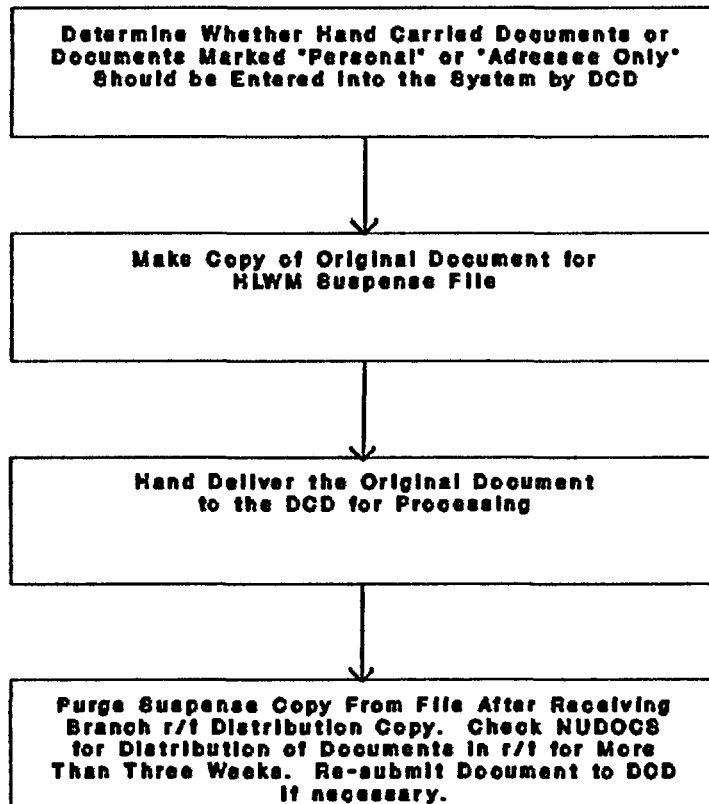 Determine Whether Hand Carried Documents or
Documents Marked "Personal" or "Adressee Only"
Should be Entered into the System by DCD
Make Copy of Original Document for
HLWM Suspense File
Hand Deliver the Original Document
to the DCD for Processing
Purge Suspense Copy From File After Receiving
Branch r/f Distribution Copy. Check NUDOCS
for Distribution of Documents in r/f for More
Than Three Weeks. Re-submit Document to DCD
if necessary.